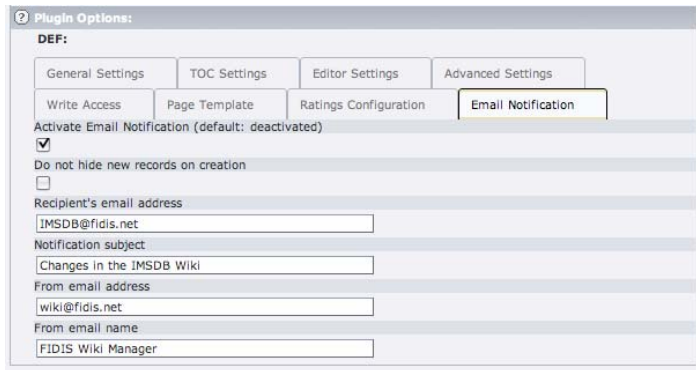 Plugin Options:
DEF:
General Settings TOC Settings Editor Settings Advanced Settings
Write Access Page Template Ratings Configuration Email Notification
Activate Email Notification (default: deactivated)
Do not hide new records on creation
Recipient's email address
IMSDB@fidis.net
Notification subject
Changes in the IMSDB Wiki
From email address
wiki@fidis.net
From email name
FIDIS Wiki Manager